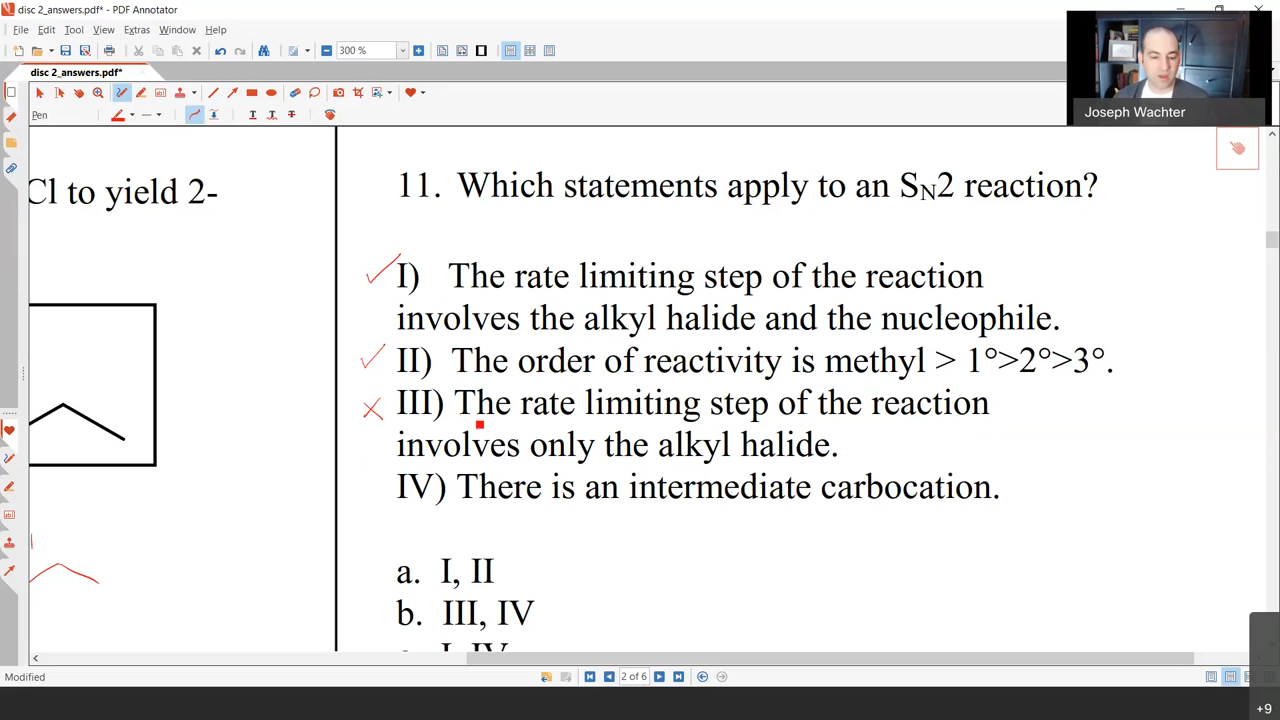 disc 2_answers.pdf* - PDF Annotator
File Edit Tool View Extras Window Help
300 %
disc 2_answers.pdf*
Pen
Joseph Wachter
Cl to yield 2-
11. Which statements apply to an SN2 reaction?
I) The rate limiting step of the reaction
involves the alkyl halide and the nucleophile.
II) The order of reactivity is methyl > 1°>2°>3°.
III) The rate limiting step of the reaction
involves only the alkyl halide.
IV) There is an intermediate carbocation.
a. I, II
b. III, IV
Modified
2 of 6
+9